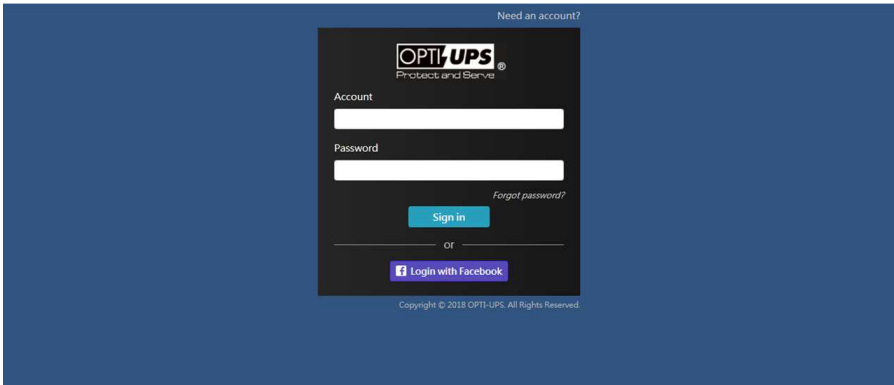 Need an account?
OPTI-UPS ®
Protect and Serve
Account
Password
Forgot password?
Sign in
or
Login with Facebook
Copyright © 2018 OPTI-UPS. All Rights Reserved.